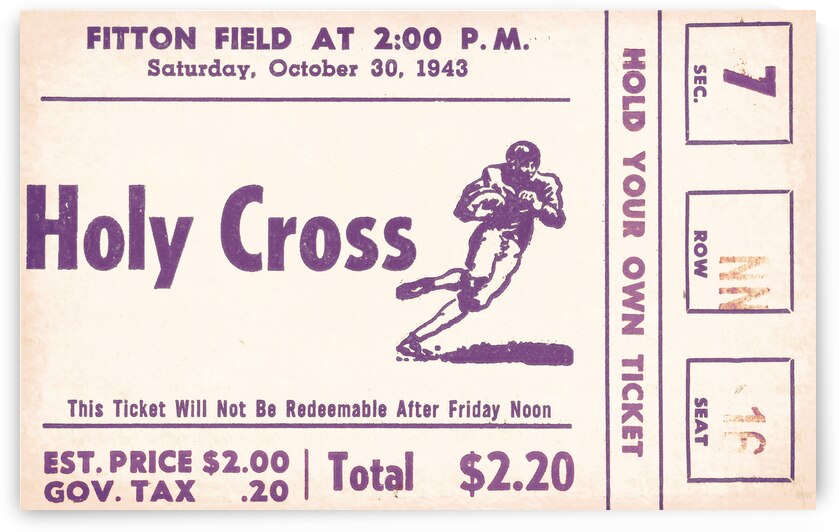 FITTON FIELD AT 2:00 P.M.
Saturday, October 30, 1943
Holy Cross
This Ticket Will Not Be Redeemable After Friday Noon
EST. PRICE $2.00
GOV. TAX .20
Total $2.20
HOLD YOUR OWN TICKET
SEC. 7
ROW NN
SEAT